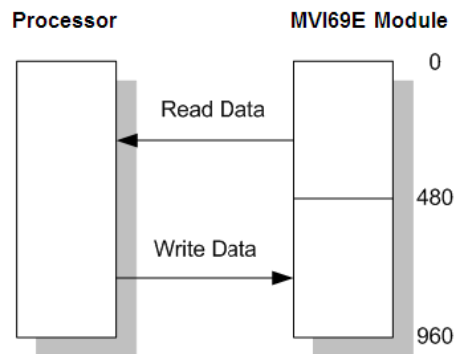 Processor MVI69E Module
0
Read Data
480
Write Data
960